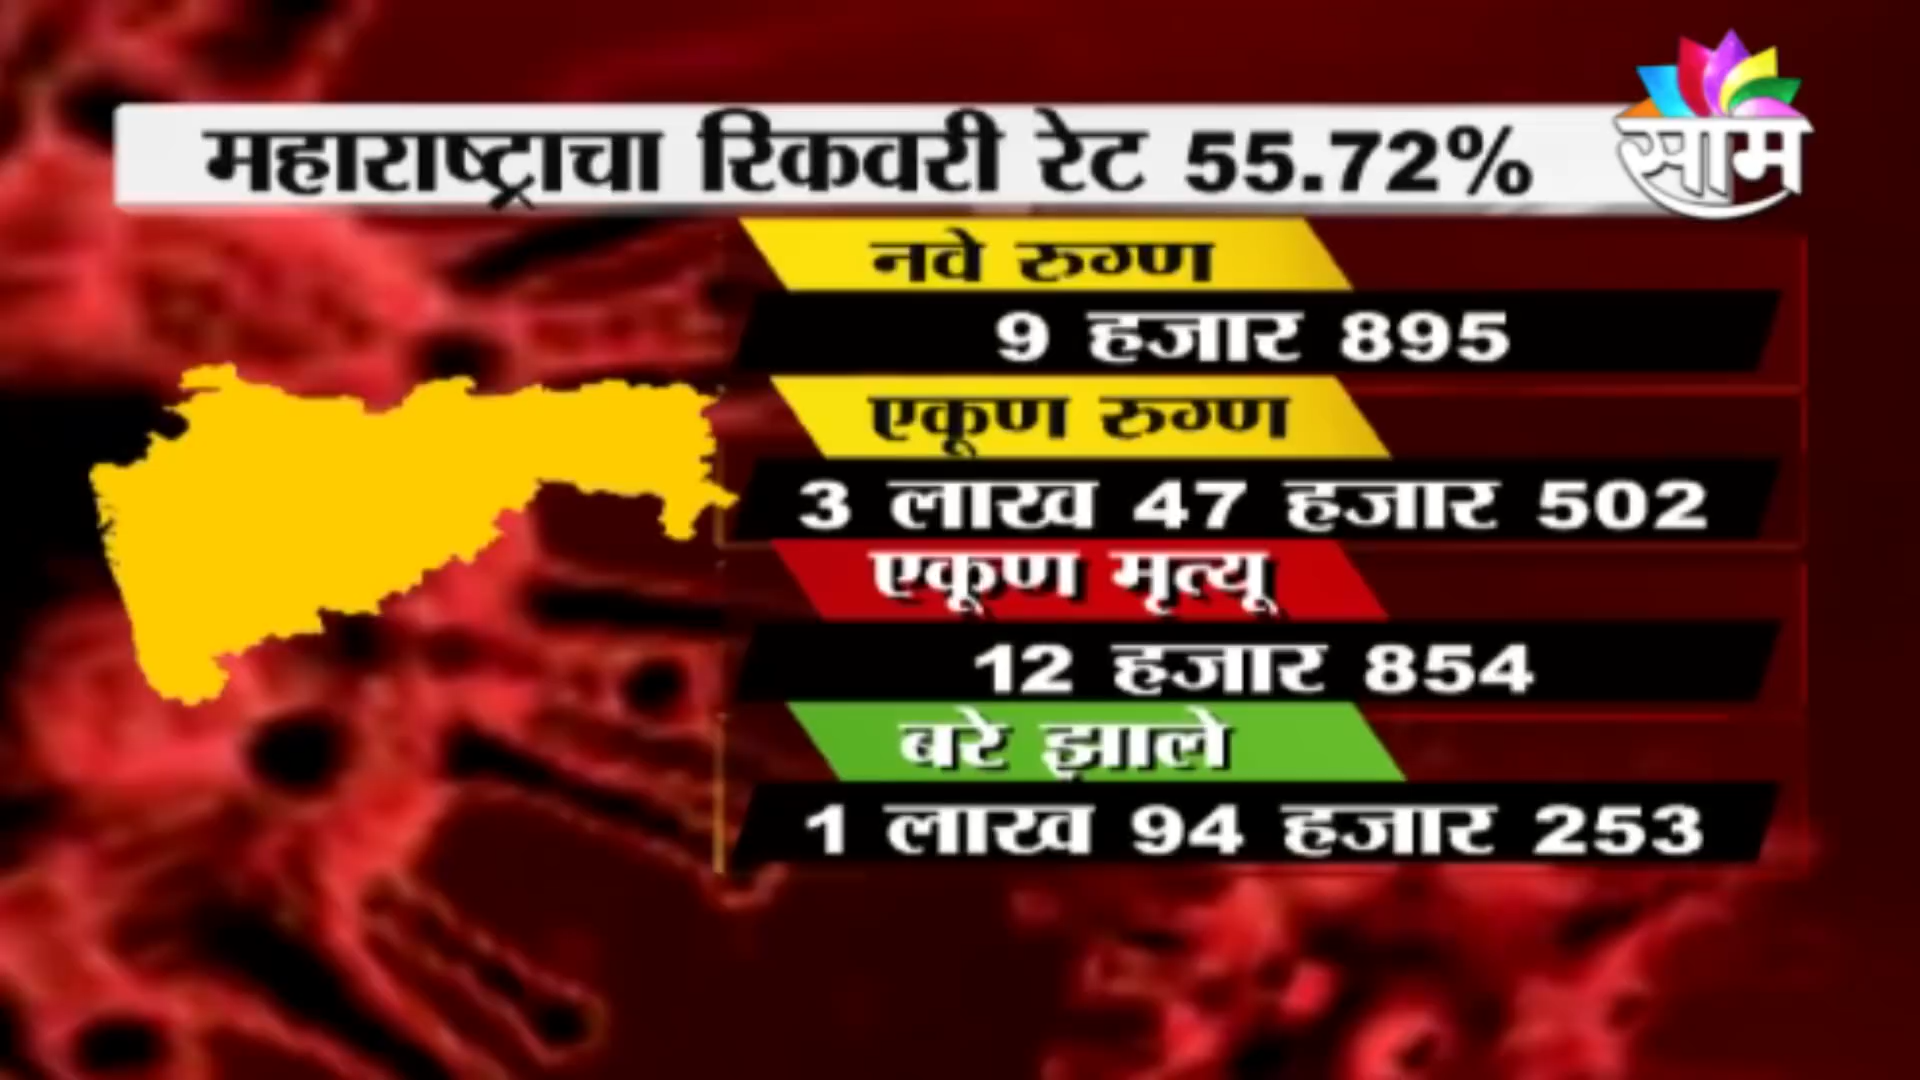 महाराष्ट्राचा रिकवरी रेट 55.72%
साम
नवे रुग्ण
9 हजार 895
एकूण रुग्ण
3 लाख 47 हजार 502
एकूण मृत्यू
12 हजार 854
बरे झाले
1 लाख 94 हजार 253